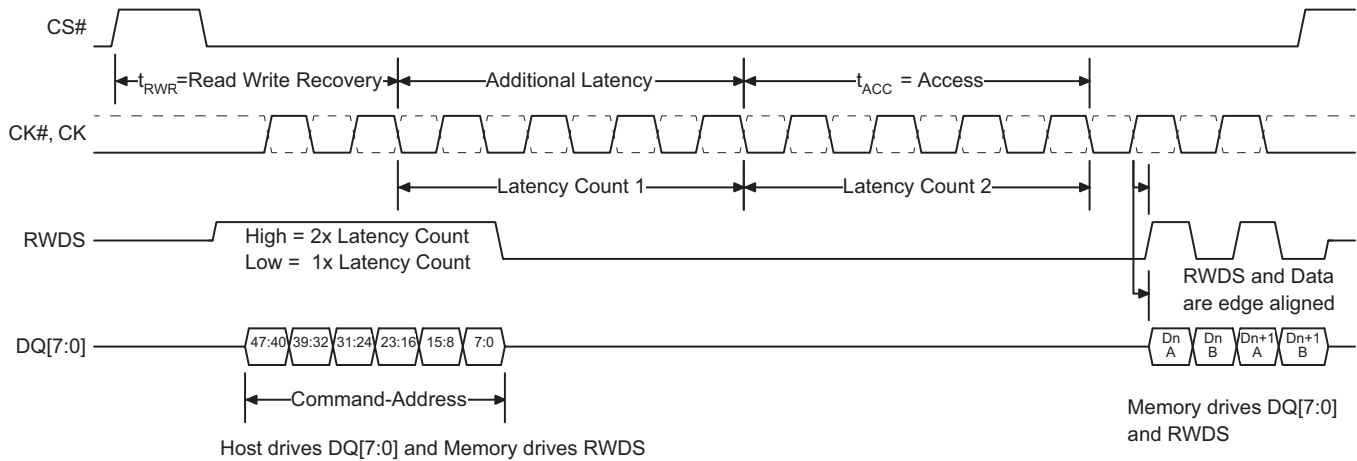 CS#
tRWR=Read Write Recovery
Additional Latency
tACC = Access
CK#, CK
Latency Count 1
Latency Count 2
RWDS
High = 2x Latency Count
Low = 1x Latency Count
RWDS and Data
are edge aligned
DQ[7:0]
47:40 39:32 31:24 23:16 15:8 7:0
Dn A
Dn B
Dn+1 A
Dn+1 B
Command-Address
Memory drives DQ[7:0]
and RWDS
Host drives DQ[7:0] and Memory drives RWDS